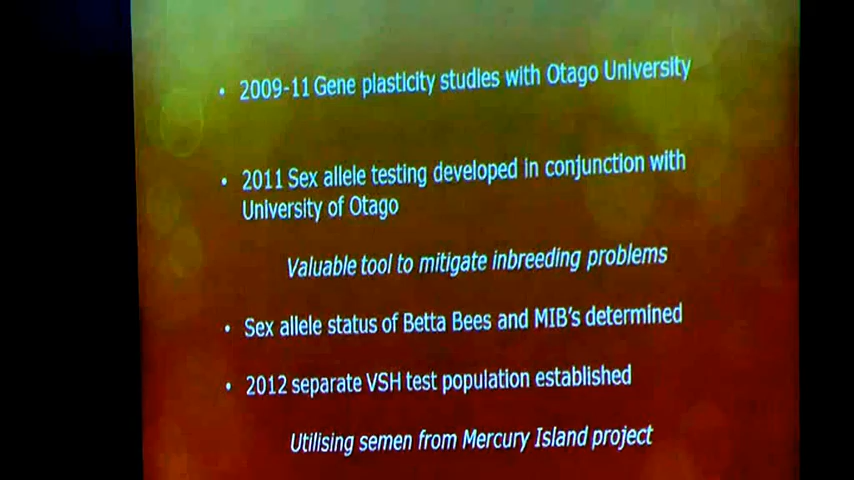 • 2009-11 Gene plasticity studies with Otago University
• 2011 Sex allele testing developed in conjunction with
University of Otago
Valuable tool to mitigate inbreeding problems
• Sex allele status of Betta Bees and MIB's determined
• 2012 separate VSH test population established
Utilising semen from Mercury Island project